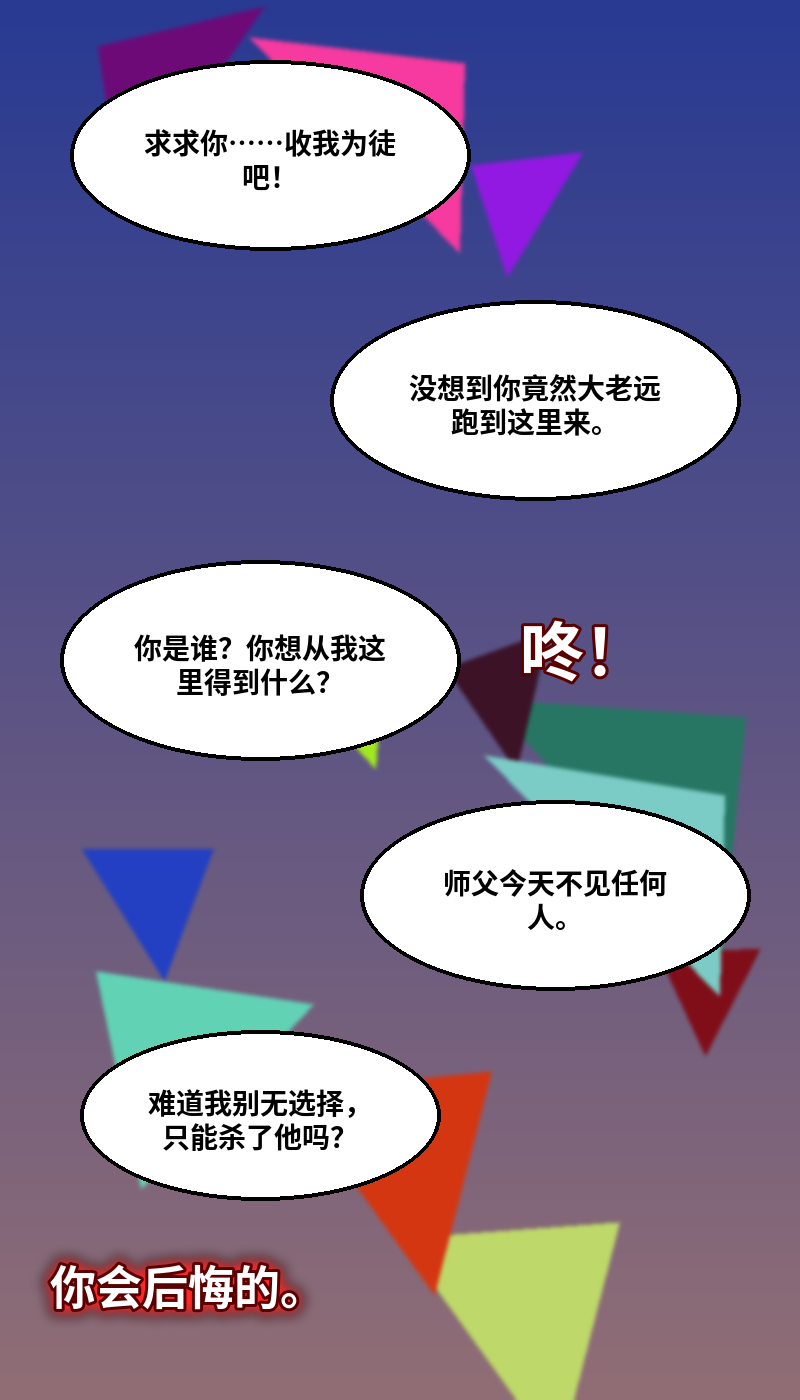 求求你……收我为徒
吧！
没想到你竟然大老远
跑到这里来。
你是谁？你想从我这
里得到什么？
咚！
师父今天不见任何
人。
难道我别无选择，
只能杀了他吗？
你会后悔的。